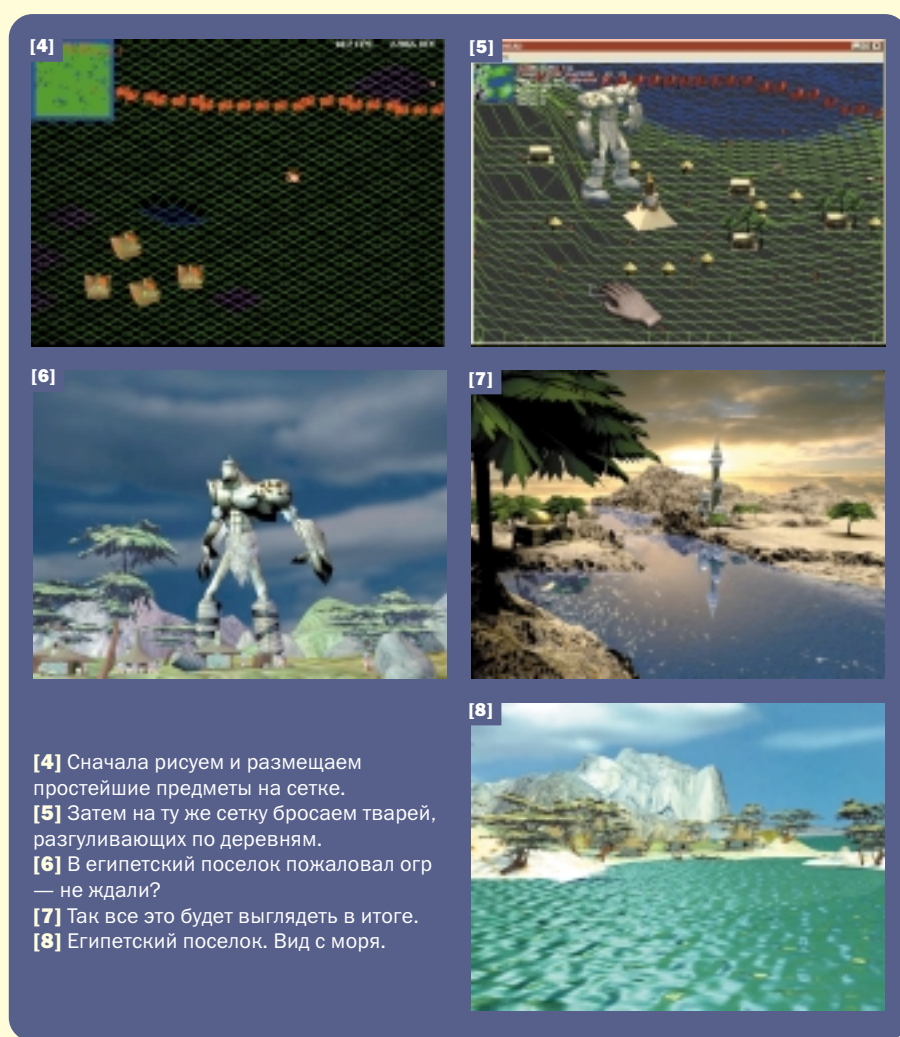 [4]
[5]
[6]
[7]
[8]
[4] Сначала рисуем и размещаем
простейшие предметы на сетке.
[5] Затем на ту же сетку бросаем тварей,
разгуливающих по деревням.
[6] В египетский поселок пожаловал огр
— не ждали?
[7] Так все это будет выглядеть в итоге.
[8] Египетский поселок. Вид с моря.